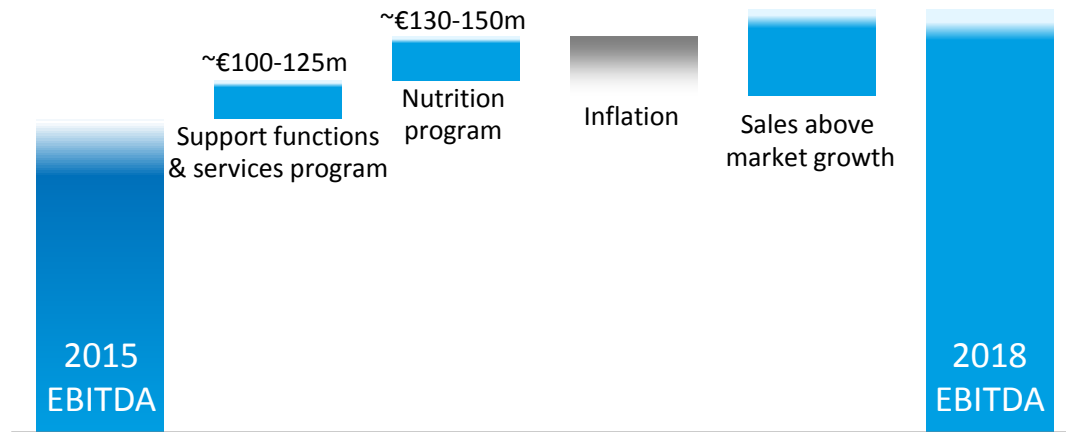 ~€130-150m
~€100-125m
Nutrition
program
Inflation
Sales above
market growth
Support functions
& services program
2015
EBITDA
2018
EBITDA